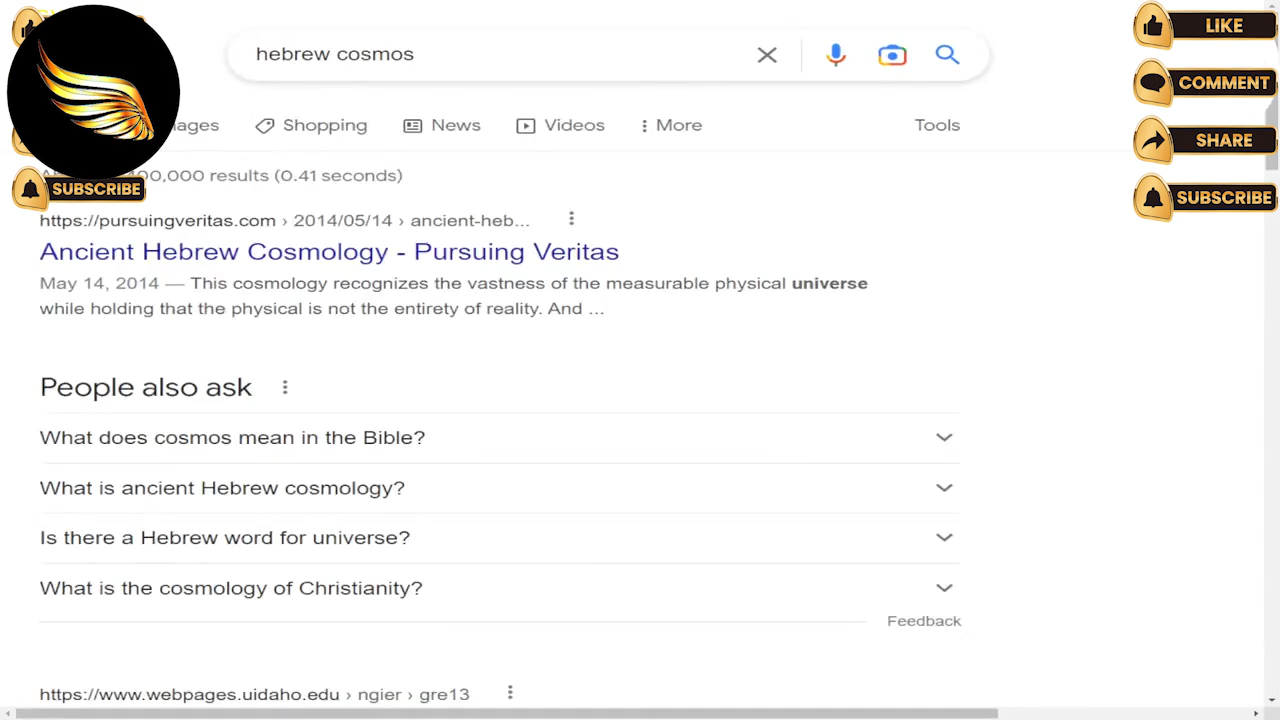 hebrew cosmos
LIKE
COMMENT
SHARE
SUBSCRIBE
Shopping
News
Videos
More
Tools
00,000 results (0.41 seconds)
SUBSCRIBE
https://pursuingveritas.com › 2014/05/14 › ancient-heb...
Ancient Hebrew Cosmology - Pursuing Veritas
May 14, 2014 — This cosmology recognizes the vastness of the measurable physical universe
while holding that the physical is not the entirety of reality. And ...
People also ask
What does cosmos mean in the Bible?
What is ancient Hebrew cosmology?
Is there a Hebrew word for universe?
What is the cosmology of Christianity?
Feedback
https://www.webpages.uidaho.edu › ngier › gre13